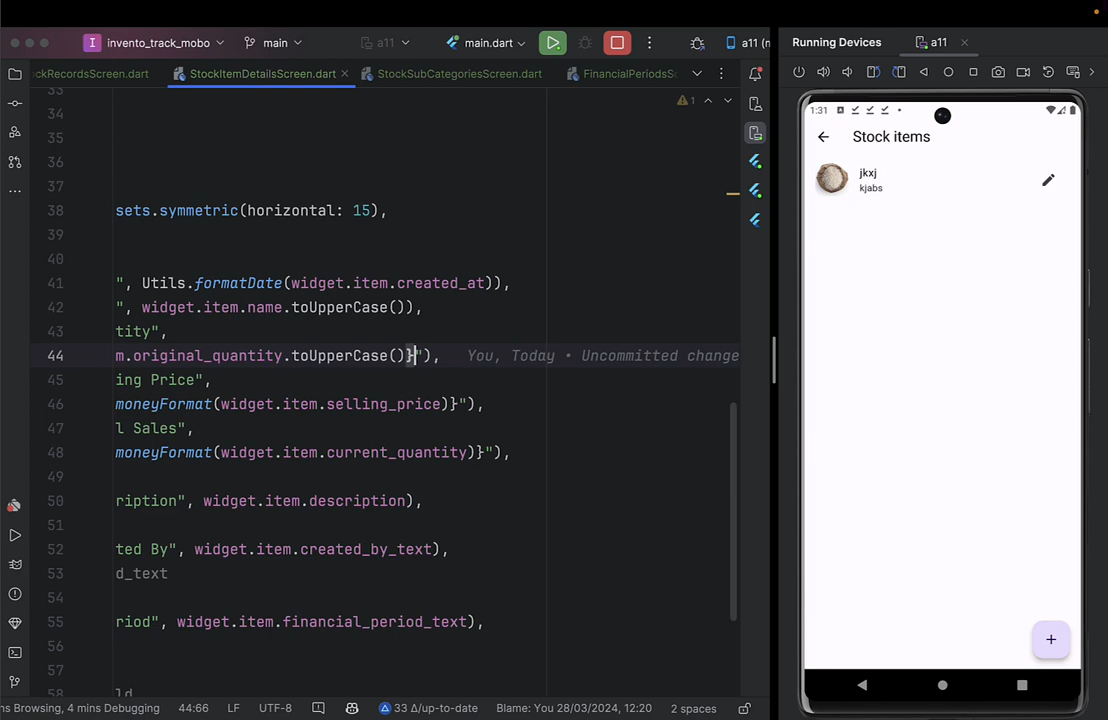 invento_track_mobo
main
a11
main.dart
a11 (n
Running Devices
a11
ckRecordsScreen.dart
StockItemDetailsScreen.dart
StockSubCategoriesScreen.dart
FinancialPeriodsSc
1
33
34
35
36
37
38 sets.symmetric(horizontal: 15),
39
40
41 ", Utils.formatDate(widget.item.created_at)),
42 ", widget.item.name.toUpperCase()),
43 tity",
44 m.original_quantity.toUpperCase()}"), You, Today • Uncommitted change
45 ing Price",
46 moneyFormat(widget.item.selling_price)}"),
47 l Sales",
48 moneyFormat(widget.item.current_quantity)}"),
49
50 ription", widget.item.description),
51
52 ted By", widget.item.created_by_text),
53 d_text
54
55 riod", widget.item.financial_period_text),
56
57
58 ld
1:31
Stock items
jkxj
kjabs
+
ns Browsing, 4 mins Debugging
44:66
LF
UTF-8
33 Δ/up-to-date
Blame: You 28/03/2024, 12:20
2 spaces